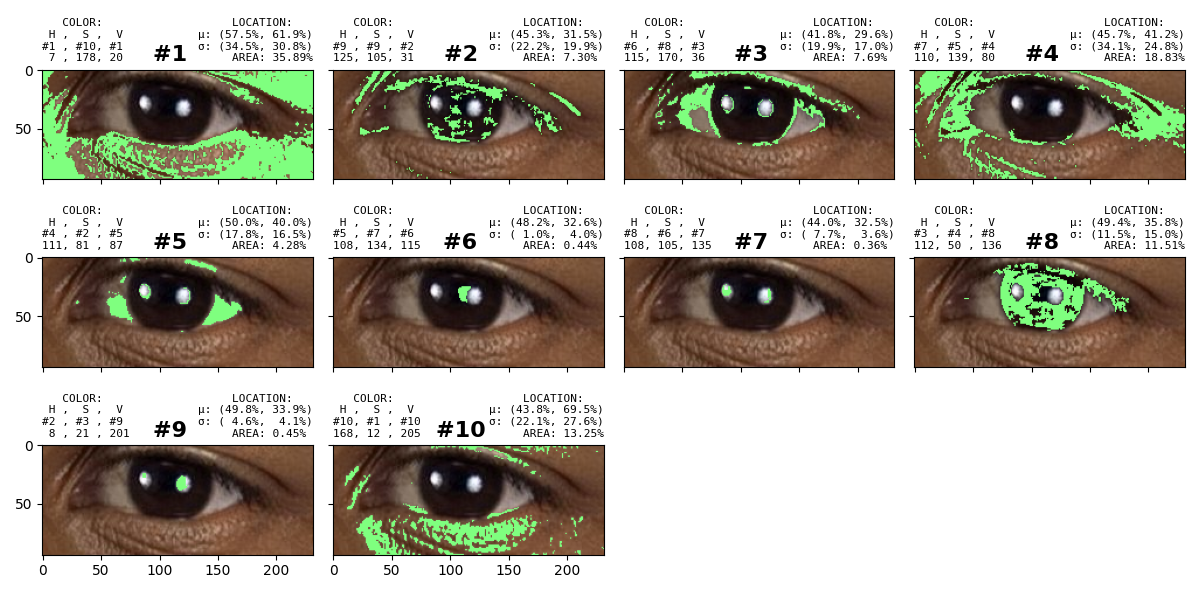 COLOR: LOCATION:
H , S , V μ: (57.5%, 61.9%)
#1 , #10, #1 #1 σ: (34.5%, 30.8%)
7 , 178, 20 AREA: 35.89%
COLOR: LOCATION:
H , S , V μ: (45.3%, 31.5%)
#9 , #9 , #2 #2 σ: (22.2%, 19.9%)
125, 105, 31 AREA: 7.30%
COLOR: LOCATION:
H , S , V μ: (41.8%, 29.6%)
#6 , #8 , #3 #3 σ: (19.9%, 17.0%)
115, 170, 36 AREA: 7.69%
COLOR: LOCATION:
H , S , V μ: (45.7%, 41.2%)
#7 , #5 , #4 #4 σ: (34.1%, 24.8%)
110, 139, 80 AREA: 18.83%
0
50
COLOR: LOCATION:
H , S , V μ: (50.0%, 40.0%)
#4 , #2 , #5 #5 σ: (17.8%, 16.5%)
111, 81 , 87 AREA: 4.28%
COLOR: LOCATION:
H , S , V μ: (48.2%, 32.6%)
#5 , #7 , #6 #6 σ: ( 1.0%, 4.0%)
108, 134, 115 AREA: 0.44%
COLOR: LOCATION:
H , S , V μ: (44.0%, 32.5%)
#8 , #6 , #7 #7 σ: ( 7.7%, 3.6%)
108, 105, 135 AREA: 0.36%
COLOR: LOCATION:
H , S , V μ: (49.4%, 35.8%)
#3 , #4 , #8 #8 σ: (11.5%, 15.0%)
112, 50 , 136 AREA: 11.51%
0
50
COLOR: LOCATION:
H , S , V μ: (49.8%, 33.9%)
#2 , #3 , #9 #9 σ: ( 4.6%, 4.1%)
8 , 21 , 201 AREA: 0.45%
COLOR: LOCATION:
H , S , V μ: (43.8%, 69.5%)
#10, #1 , #10 #10 σ: (22.1%, 27.6%)
168, 12 , 205 AREA: 13.25%
0
50
0 50 100 150 200
0 50 100 150 200